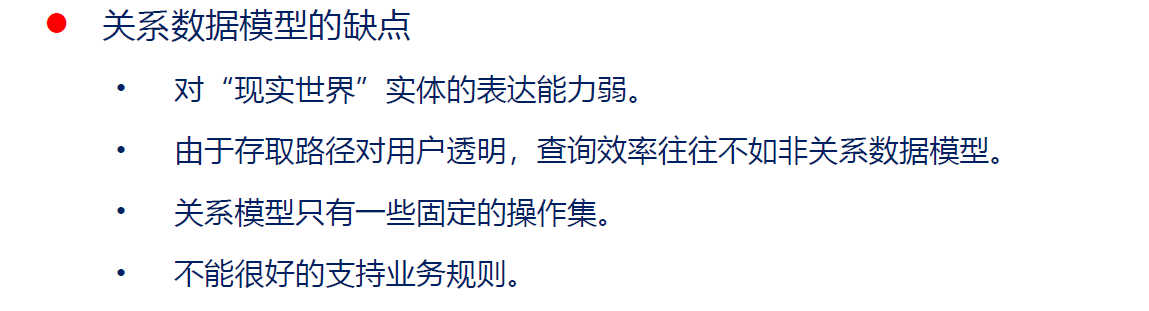 ● 关系数据模型的缺点
• 对“现实世界”实体的表达能力弱。
• 由于存取路径对用户透明，查询效率往往不如非关系数据模型。
• 关系模型只有一些固定的操作集。
• 不能很好的支持业务规则。